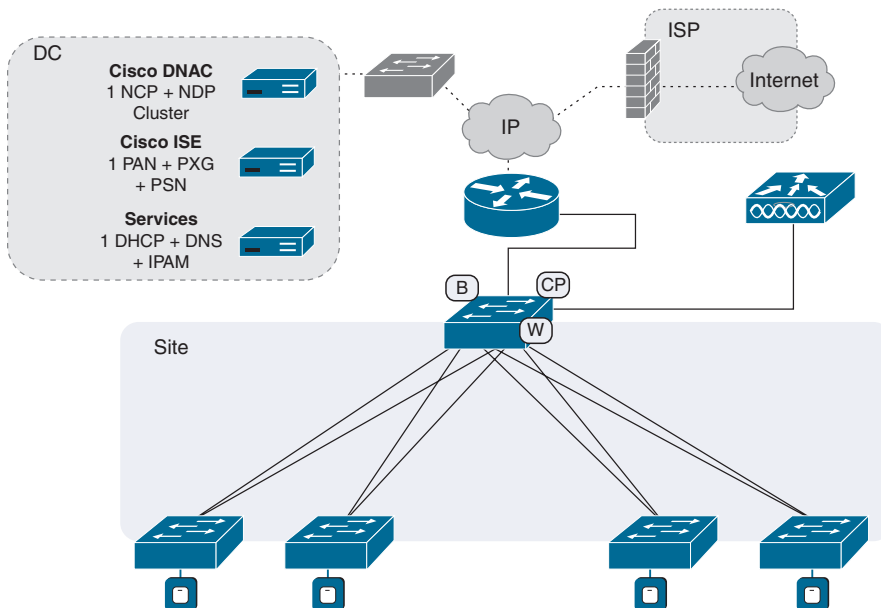 DC
Cisco DNAC
1 NCP + NDP
Cluster
Cisco ISE
1 PAN + PXG
+ PSN
Services
1 DHCP + DNS
+ IPAM
IP
ISP
Internet
B
CP
W
Site